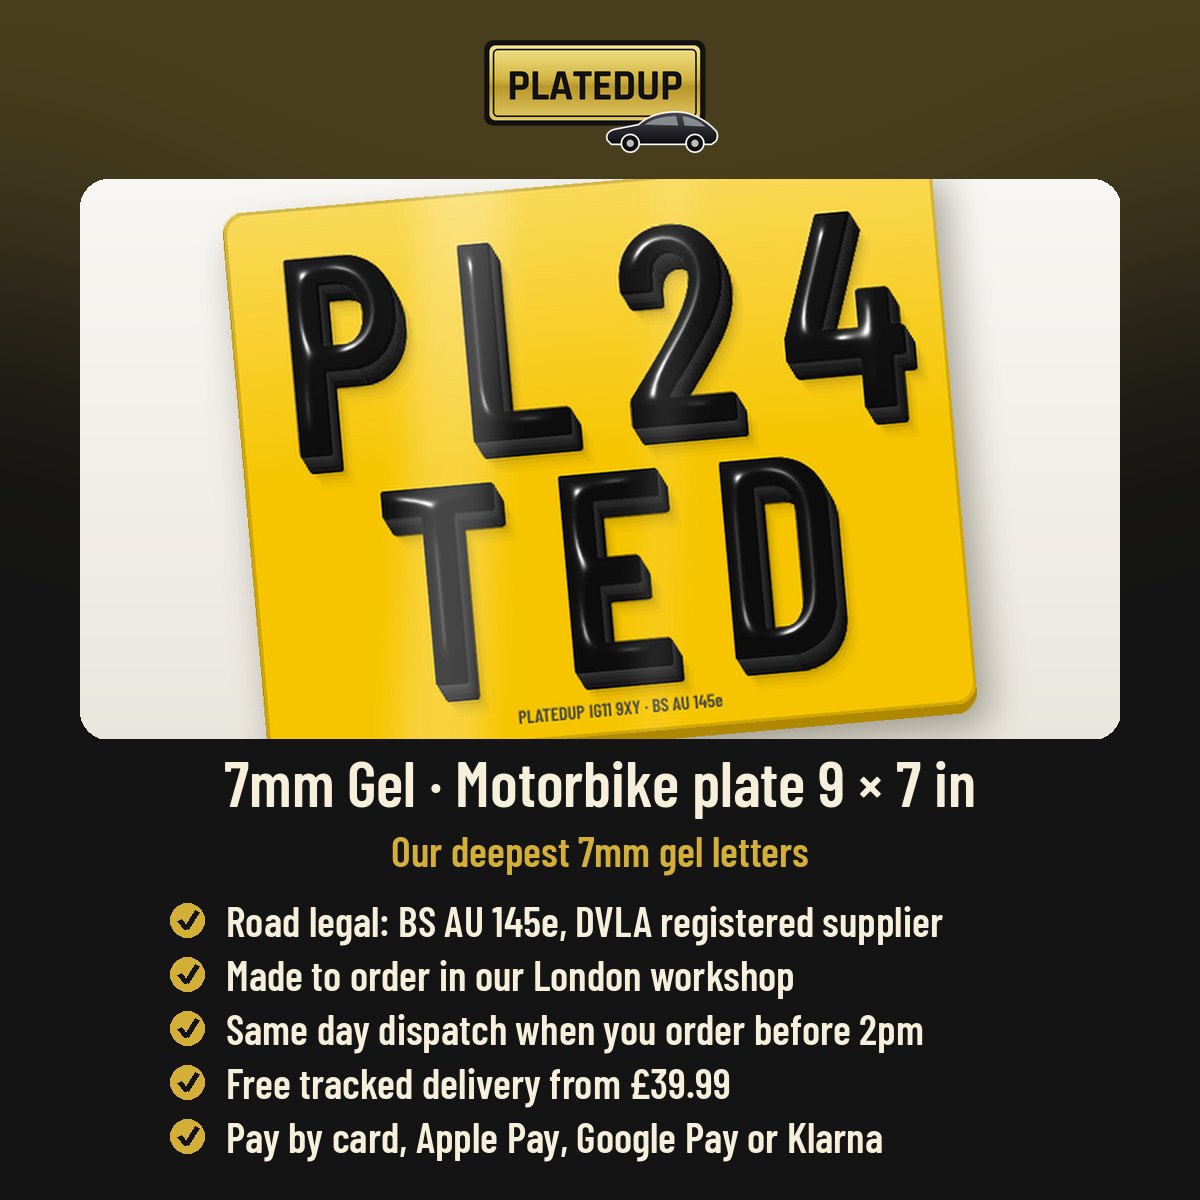 PLATEDUP
PL24
TED
PLATEDUP IG11 9XY · BS AU 145e
7mm Gel · Motorbike plate 9 × 7 in
Our deepest 7mm gel letters
Road legal: BS AU 145e, DVLA registered supplier
Made to order in our London workshop
Same day dispatch when you order before 2pm
Free tracked delivery from £39.99
Pay by card, Apple Pay, Google Pay or Klarna